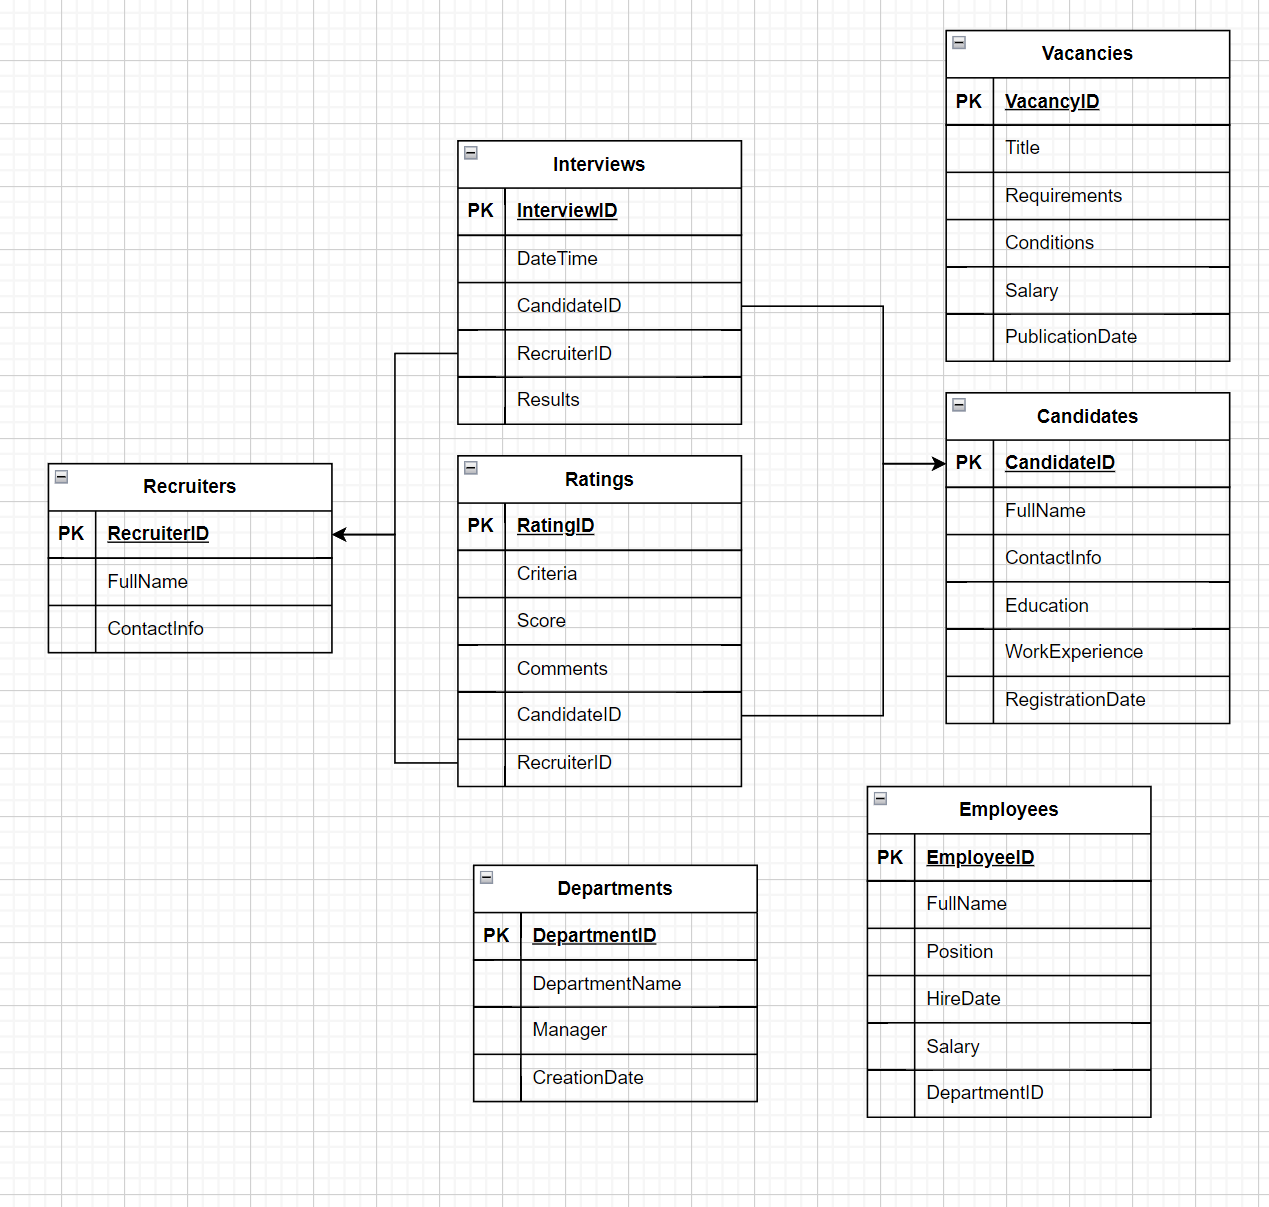 Vacancies
PK VacancyID
Title
Requirements
Conditions
Salary
PublicationDate
Interviews
PK InterviewID
DateTime
CandidateID
RecruiterID
Results
Candidates
PK CandidateID
FullName
ContactInfo
Education
WorkExperience
RegistrationDate
Recruiters
PK RecruiterID
FullName
ContactInfo
Ratings
PK RatingID
Criteria
Score
Comments
CandidateID
RecruiterID
Employees
PK EmployeeID
FullName
Position
HireDate
Salary
DepartmentID
Departments
PK DepartmentID
DepartmentName
Manager
CreationDate